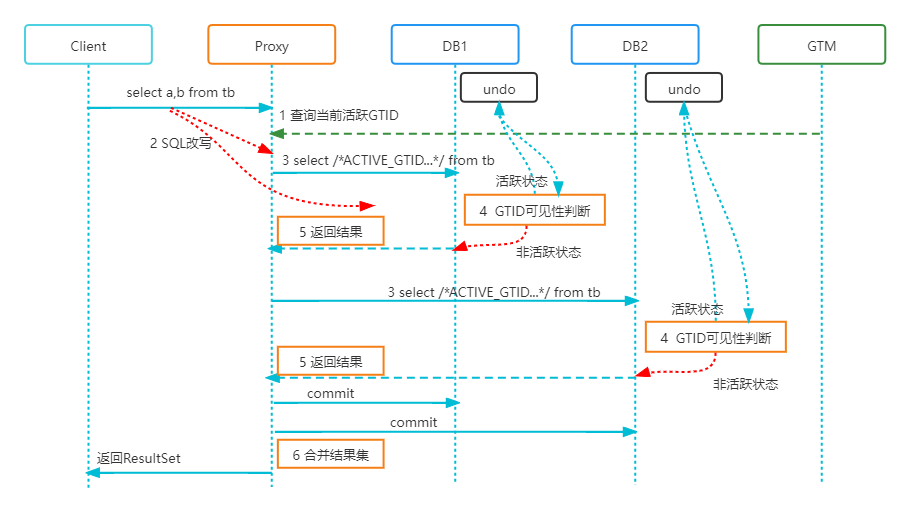 Client
Proxy
DB1
DB2
GTM
undo
undo
select a,b from tb
1 查询当前活跃GTID
2 SQL改写
3 select /*ACTIVE_GTID...*/ from tb
活跃状态
4 GTID可见性判断
5 返回结果
非活跃状态
3 select /*ACTIVE_GTID...*/ from tb
活跃状态
4 GTID可见性判断
5 返回结果
非活跃状态
commit
commit
6 合并结果集
返回ResultSet